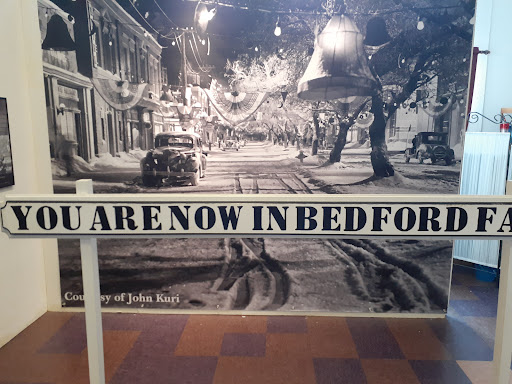 YOU ARE NOW IN BEDFORD FA
Courtesy of John Kuri